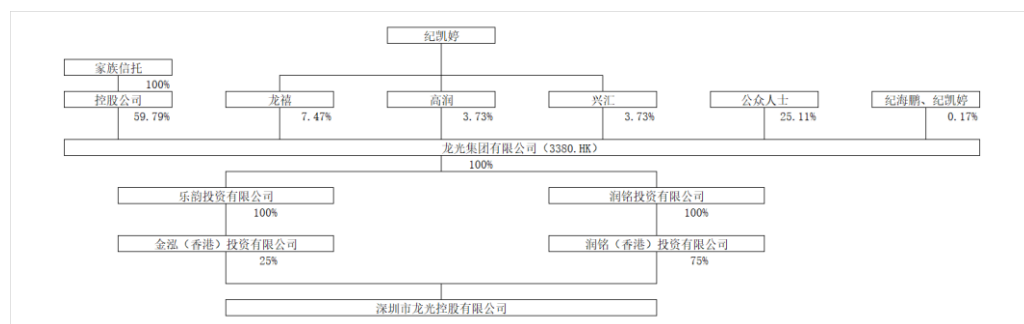 纪凯婷
家族信托
100%
控股公司 龙禧 高润 兴汇 公众人士 纪海鹏、纪凯婷
59.79% 7.47% 3.73% 3.73% 25.11% 0.17%
龙光集团有限公司（3380.HK）
100%
乐韵投资有限公司 润铭投资有限公司
100% 100%
金泓（香港）投资有限公司 润铭（香港）投资有限公司
25% 75%
深圳市龙光控股有限公司